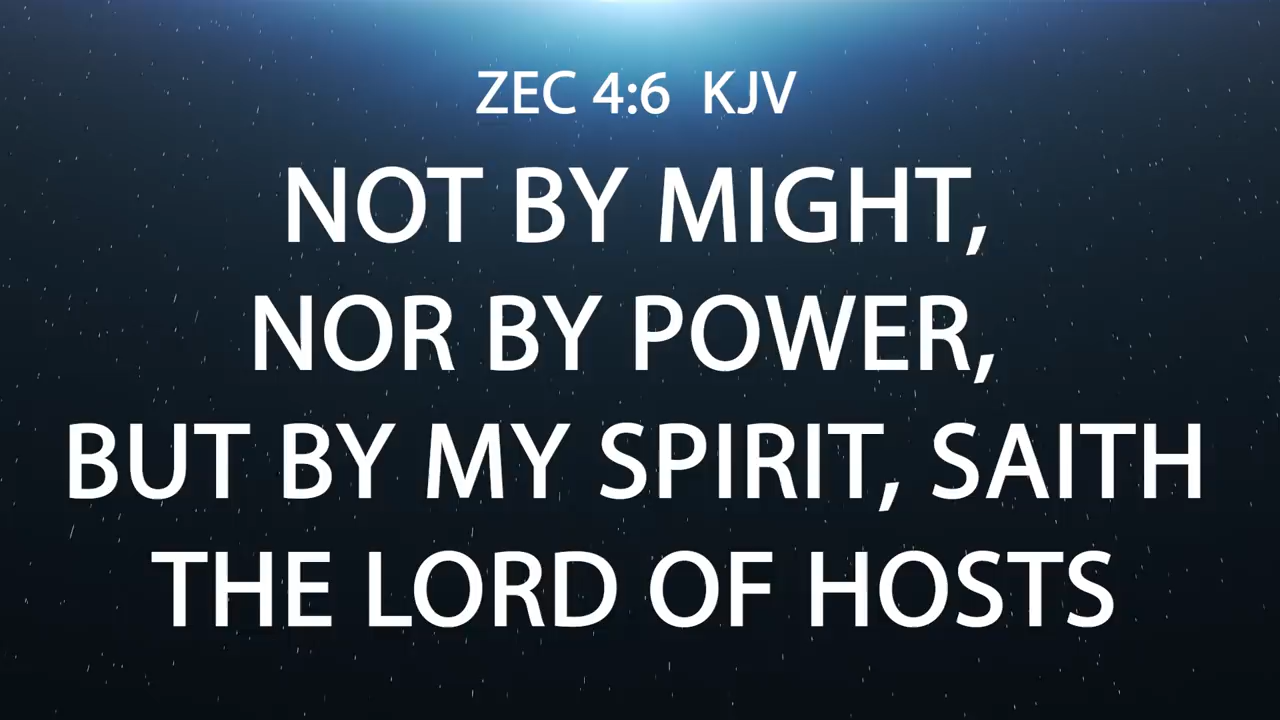 ZEC 4:6 KJV
NOT BY MIGHT,
NOR BY POWER,
BUT BY MY SPIRIT, SAITH
THE LORD OF HOSTS